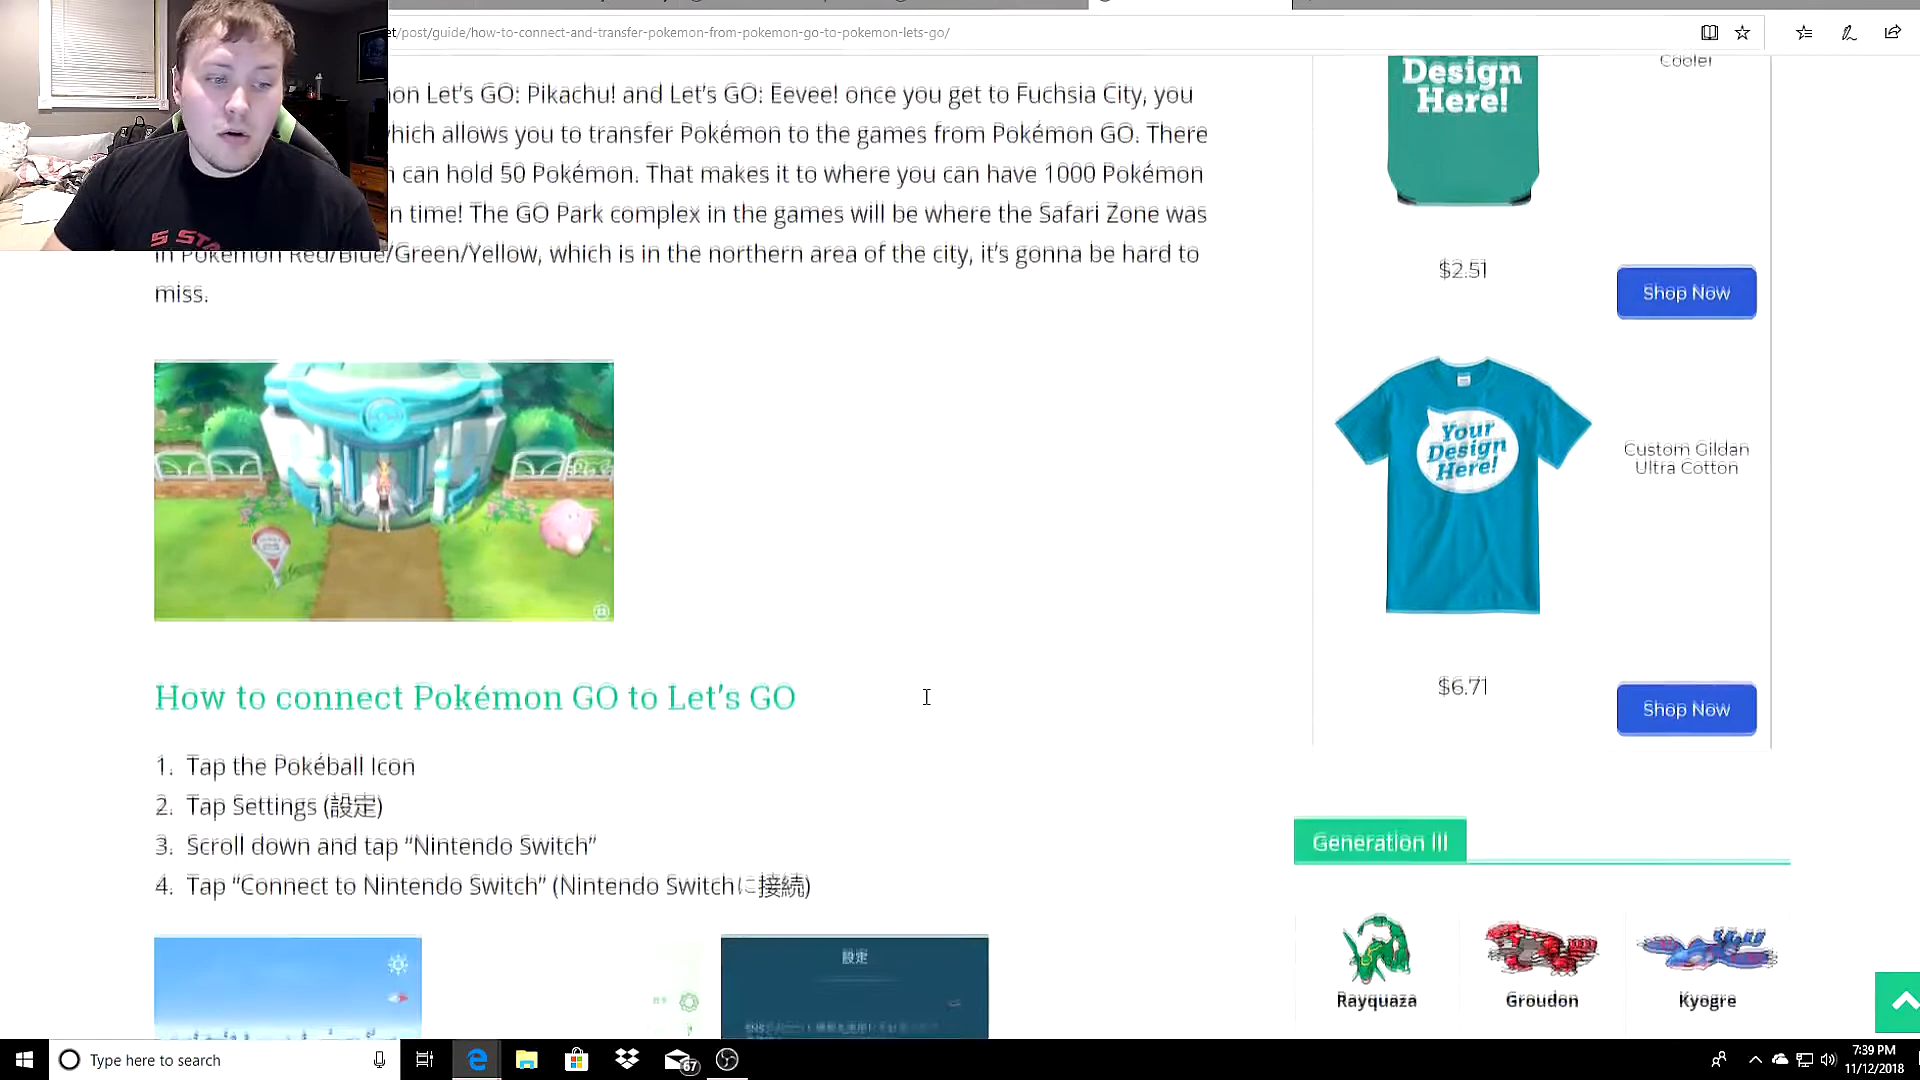 et/post/guide/how-to-connect-and-transfer-pokemon-from-pokemon-go-to-pokemon-lets-go/
on Let's GO: Pikachu! and Let's GO: Eevee! once you get to Fuchsia City, you
which allows you to transfer Pokémon to the games from Pokémon GO. There
can hold 50 Pokémon. That makes it to where you can have 1000 Pokémon
n time! The GO Park complex in the games will be where the Safari Zone was
in Pokémon Red/Blue/Green/Yellow, which is in the northern area of the city, it's gonna be hard to
miss.
How to connect Pokémon GO to Let's GO
1. Tap the Pokéball Icon
2. Tap Settings (設定)
3. Scroll down and tap “Nintendo Switch”
4. Tap “Connect to Nintendo Switch” (Nintendo Switchに接続)
設定
Cooler
Design
Here!
$2.51
Shop Now
Your
Design
Here!
Custom Gildan
Ultra Cotton
$6.71
Shop Now
Generation III
Rayquaza
Groudon
Kyogre
Type here to search
67
7:39 PM
11/12/2018